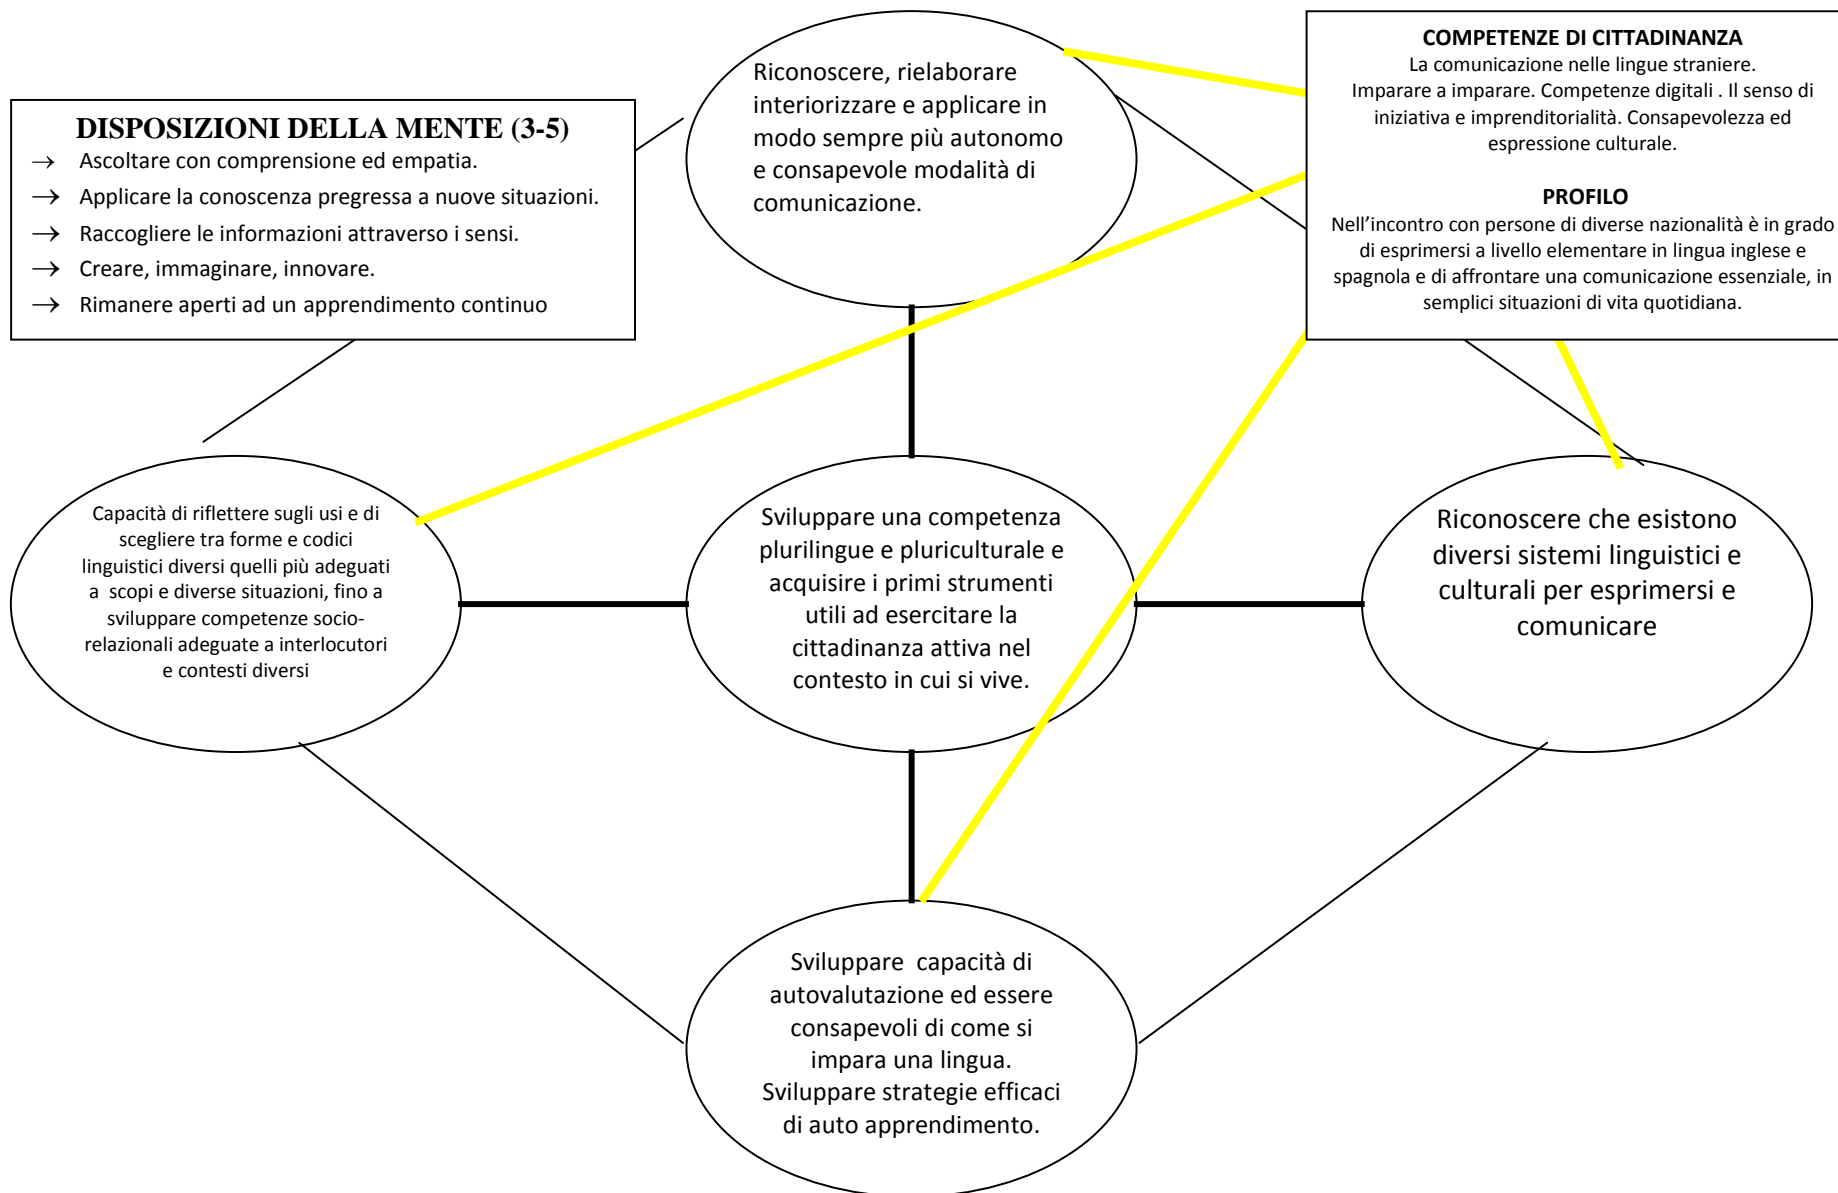 DISPOSIZIONI DELLA MENTE (3-5)
→ Ascoltare con comprensione ed empatia.
→ Applicare la conoscenza pregressa a nuove situazioni.
→ Raccogliere le informazioni attraverso i sensi.
→ Creare, immaginare, innovare.
→ Rimanere aperti ad un apprendimento continuo
Riconoscere, rielaborare
interiorizzare e applicare in
modo sempre più autonomo
e consapevole modalità di
comunicazione.
COMPETENZE DI CITTADINANZA
La comunicazione nelle lingue straniere.
Imparare a imparare. Competenze digitali . Il senso di
iniziativa e imprenditorialità. Consapevolezza ed
espressione culturale.
PROFILO
Nell’incontro con persone di diverse nazionalità è in grado
di esprimersi a livello elementare in lingua inglese e
spagnola e di affrontare una comunicazione essenziale, in
semplici situazioni di vita quotidiana.
Capacità di riflettere sugli usi e di
scegliere tra forme e codici
linguistici diversi quelli più adeguati
a scopi e diverse situazioni, fino a
sviluppare competenze socio-
relazionali adeguate a interlocutori
e contesti diversi
Sviluppare una competenza
plurilingue e pluriculturale e
acquisire i primi strumenti
utili ad esercitare la
cittadinanza attiva nel
contesto in cui si vive.
Riconoscere che esistono
diversi sistemi linguistici e
culturali per esprimersi e
comunicare
Sviluppare capacità di
autovalutazione ed essere
consapevoli di come si
impara una lingua.
Sviluppare strategie efficaci
di auto apprendimento.